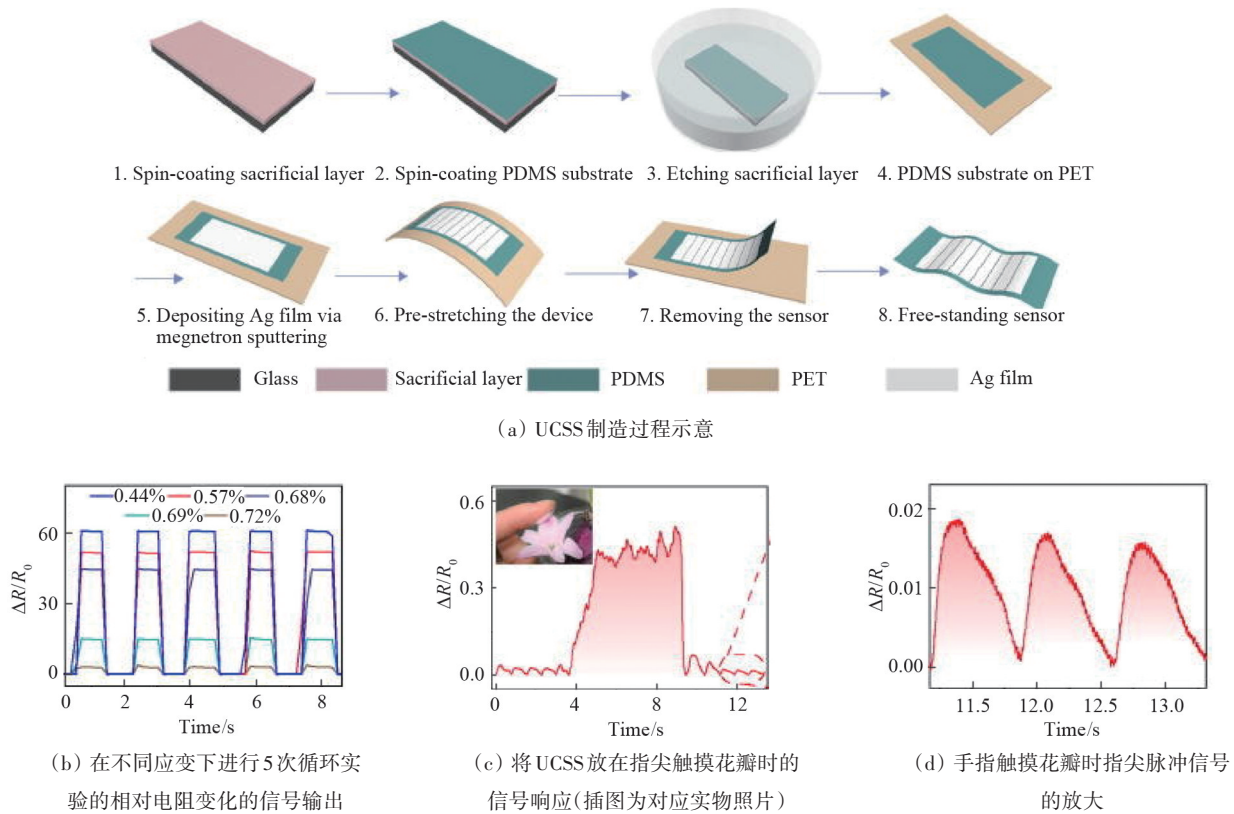 1. Spin-coating sacrificial layer
2. Spin-coating PDMS substrate
3. Etching sacrificial layer
4. PDMS substrate on PET
5. Depositing Ag film via
megnetron sputtering
6. Pre-stretching the device
7. Removing the sensor
8. Free-standing sensor
Glass
Sacrificial layer
PDMS
PET
Ag film
(a) UCSS制造过程示意
0.44% 0.57% 0.68%
0.69% 0.72%
60
30
0
ΔR/R0
0 2 4 6 8
Time/s
(b) 在不同应变下进行5次循环实
验的相对电阻变化的信号输出
0.6
0.3
0.0
ΔR/R0
0 4 8 12
Time/s
(c) 将UCSS放在指尖触摸花瓣时的
信号响应(插图为对应实物照片)
0.02
0.01
0.00
ΔR/R0
11.5 12.0 12.5 13.0
Time/s
(d) 手指触摸花瓣时指尖脉冲信号
的放大